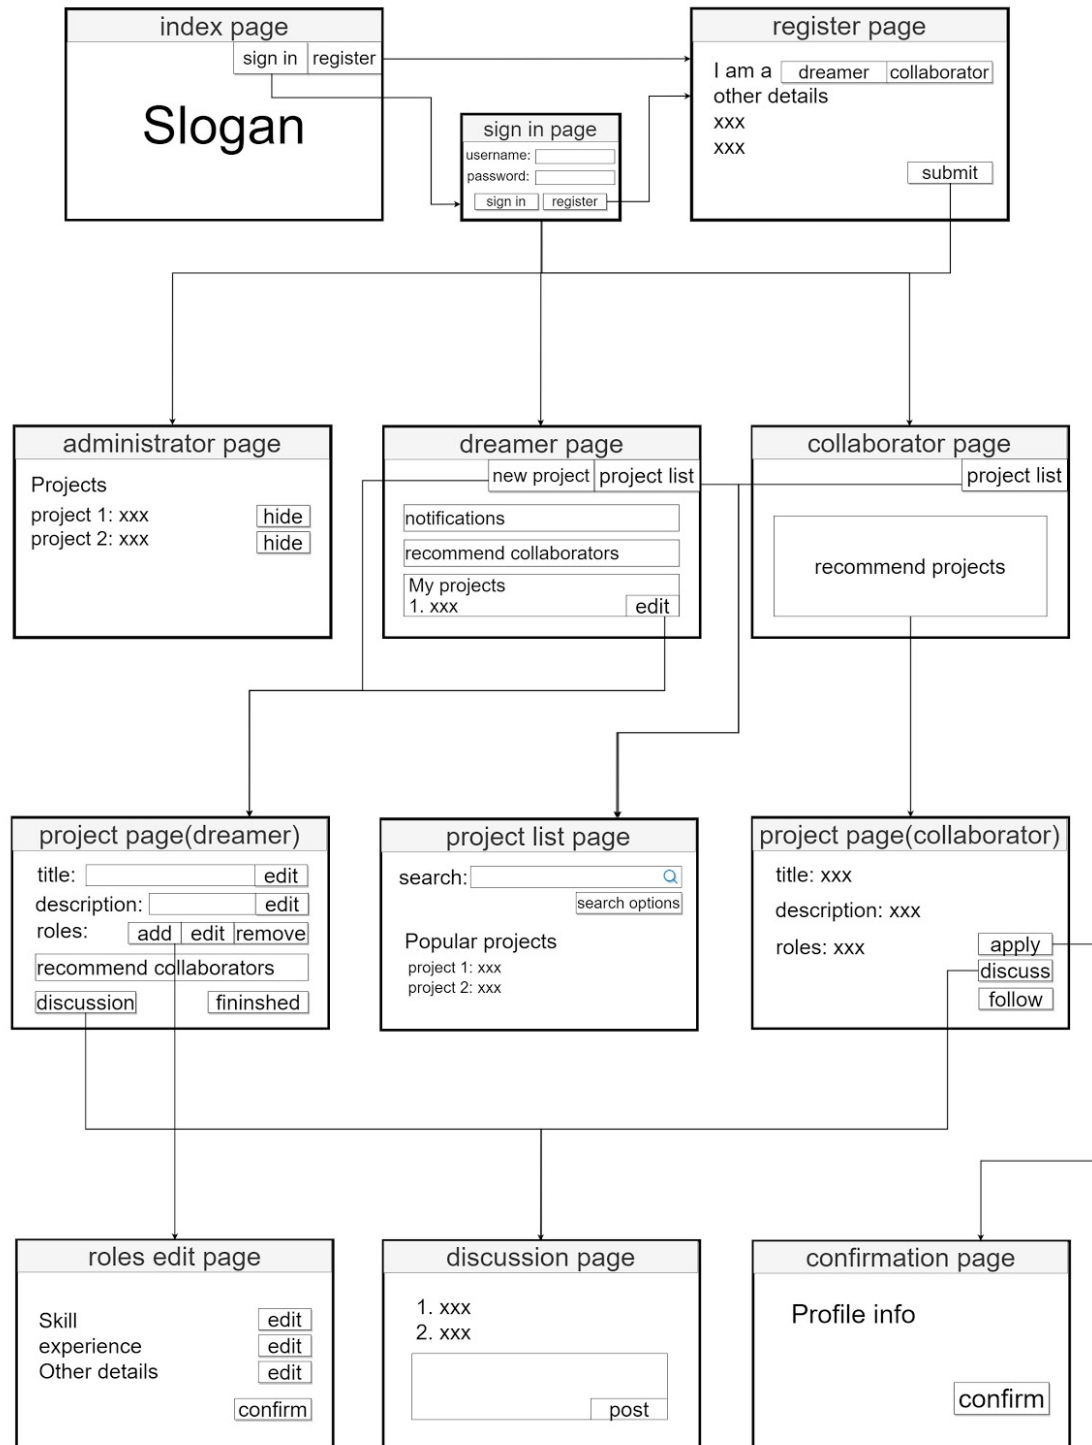 index page
sign in register
Slogan
sign in page
username:
password:
sign in register
register page
I am a dreamer collaborator
other details
xxx
xxx
submit
administrator page
Projects
project 1: xxx hide
project 2: xxx hide
dreamer page
new project project list
notifications
recommend collaborators
My projects
1. xxx edit
collaborator page
project list
recommend projects
project page(dreamer)
title: edit
description: edit
roles: add edit remove
recommend collaborators
discussion fininshed
project list page
search:
search options
Popular projects
project 1: xxx
project 2: xxx
project page(collaborator)
title: xxx
description: xxx
roles: xxx apply
discuss
follow
roles edit page
Skill edit
experience edit
Other details edit
confirm
discussion page
1. xxx
2. xxx
post
confirmation page
Profile info
confirm